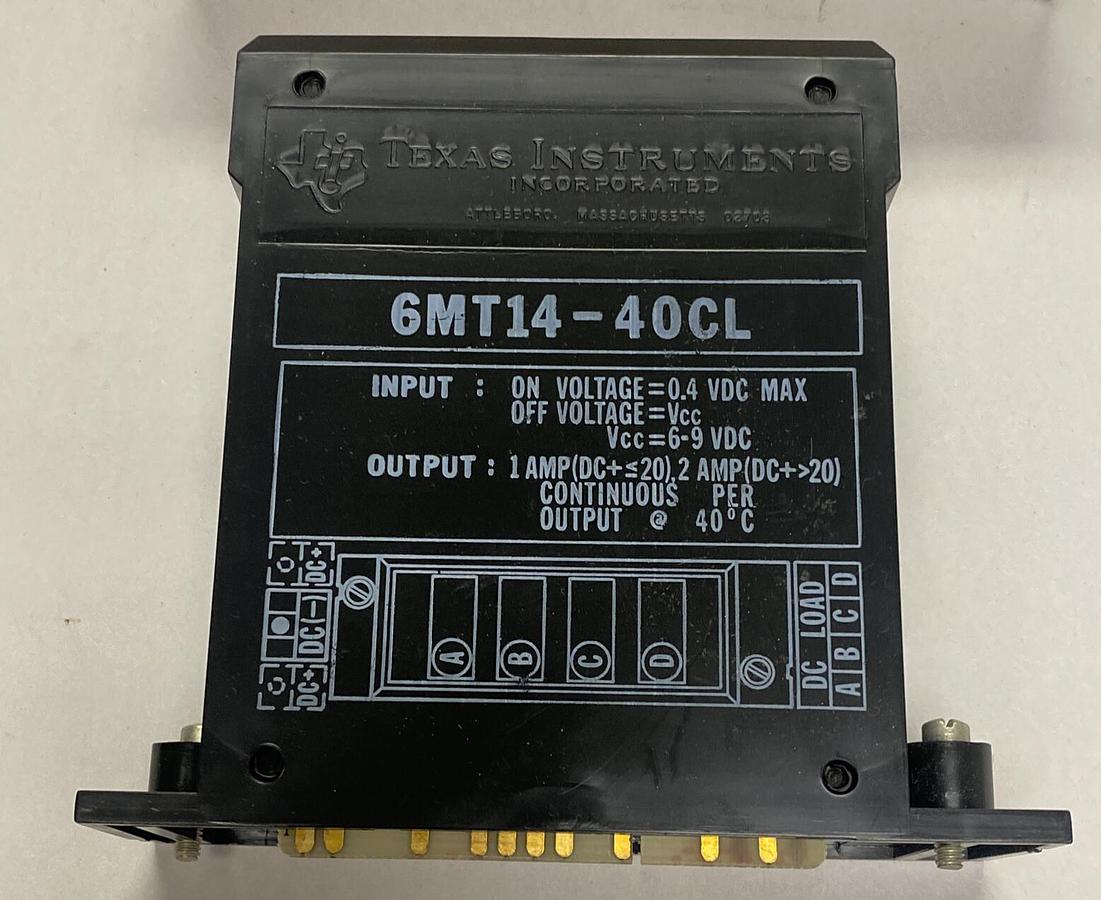 TEXAS INSTRUMENTS
INCORPORATED
ATTLEBORO, MASSACHUSETTS 02703
6MT14-40CL
INPUT : ON VOLTAGE=0.4 VDC MAX
OFF VOLTAGE=Vcc
Vcc=6-9 VDC
OUTPUT : 1 AMP(DC+≤20),2 AMP(DC+>20)
CONTINUOUS PER
OUTPUT @ 40°C
DC+
DC(-)
DC+
A
B
C
D
DC LOAD
A B C D